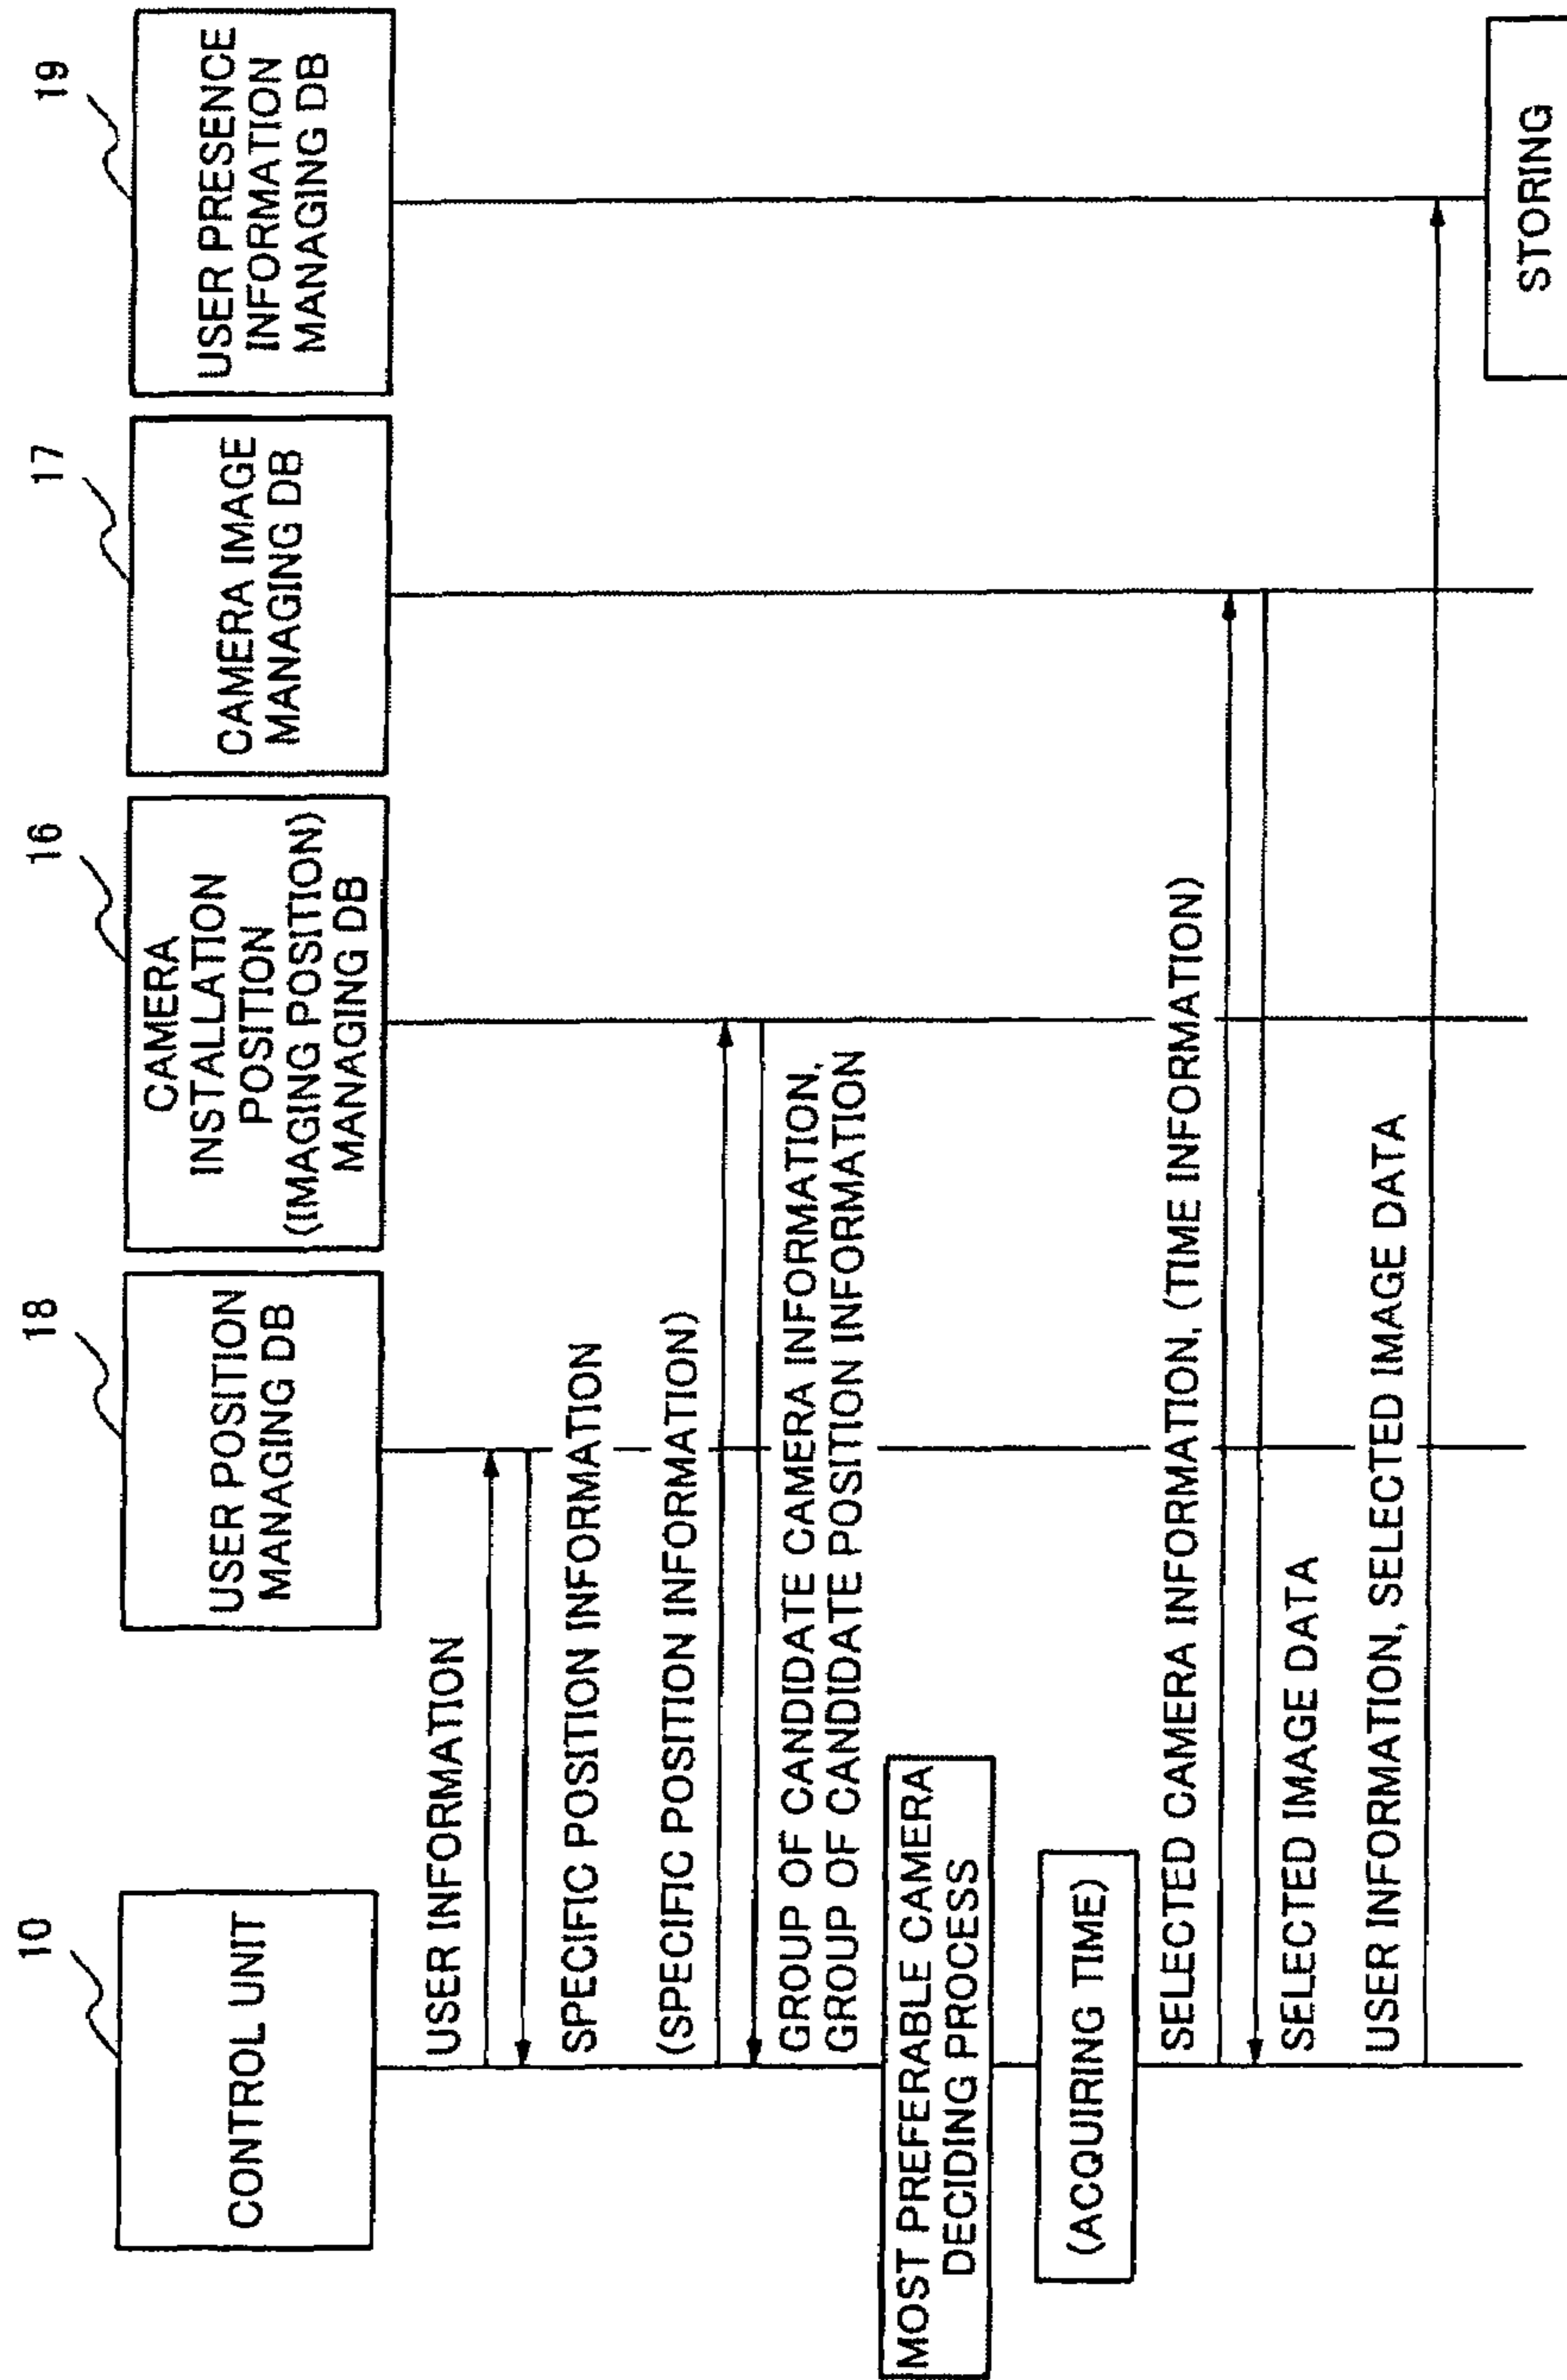 10
CONTROL UNIT
18
USER POSITION
MANAGING DB
16
CAMERA
INSTALLATION
POSITION
(IMAGING POSITION)
MANAGING DB
17
CAMERA IMAGE
MANAGING DB
19
USER PRESENCE
INFORMATION
MANAGING DB
USER INFORMATION
SPECIFIC POSITION INFORMATION
(SPECIFIC POSITION INFORMATION)
GROUP OF CANDIDATE CAMERA INFORMATION,
GROUP OF CANDIDATE POSITION INFORMATION
MOST PREFERABLE CAMERA
DECIDING PROCESS
(ACQUIRING TIME)
SELECTED CAMERA INFORMATION, (TIME INFORMATION)
SELECTED IMAGE DATA
USER INFORMATION, SELECTED IMAGE DATA
STORING